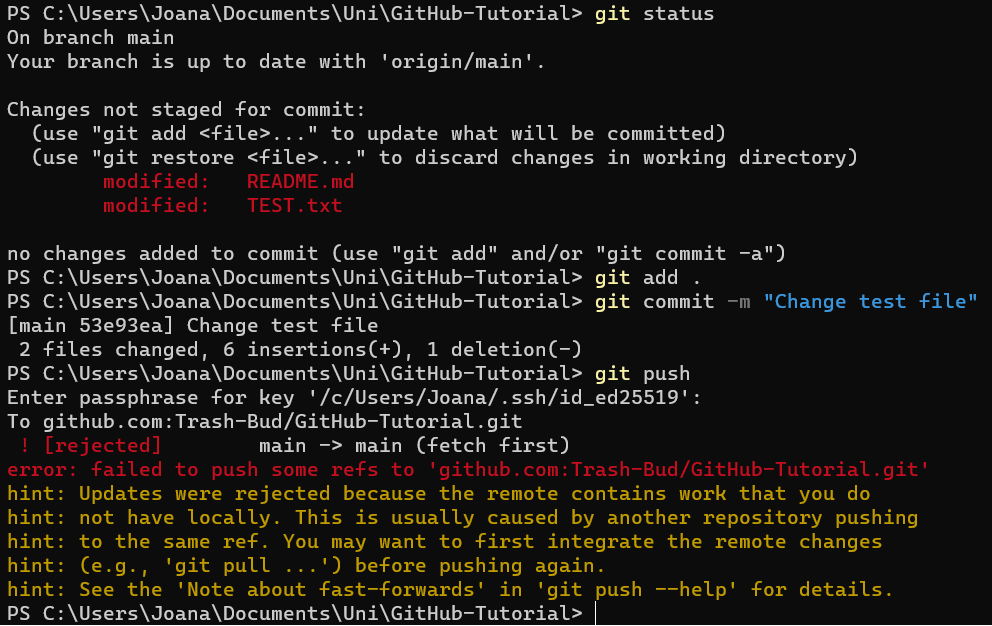 PS C:\Users\Joana\Documents\Uni\GitHub-Tutorial> git status
On branch main
Your branch is up to date with 'origin/main'.

Changes not staged for commit:
  (use "git add <file>..." to update what will be committed)
  (use "git restore <file>..." to discard changes in working directory)
        modified:   README.md
        modified:   TEST.txt

no changes added to commit (use "git add" and/or "git commit -a")
PS C:\Users\Joana\Documents\Uni\GitHub-Tutorial> git add .
PS C:\Users\Joana\Documents\Uni\GitHub-Tutorial> git commit -m "Change test file"
[main 53e93ea] Change test file
 2 files changed, 6 insertions(+), 1 deletion(-)
PS C:\Users\Joana\Documents\Uni\GitHub-Tutorial> git push
Enter passphrase for key '/c/Users/Joana/.ssh/id_ed25519':
To github.com:Trash-Bud/GitHub-Tutorial.git
 ! [rejected]        main -> main (fetch first)
error: failed to push some refs to 'github.com:Trash-Bud/GitHub-Tutorial.git'
hint: Updates were rejected because the remote contains work that you do
hint: not have locally. This is usually caused by another repository pushing
hint: to the same ref. You may want to first integrate the remote changes
hint: (e.g., 'git pull ...') before pushing again.
hint: See the 'Note about fast-forwards' in 'git push --help' for details.
PS C:\Users\Joana\Documents\Uni\GitHub-Tutorial>